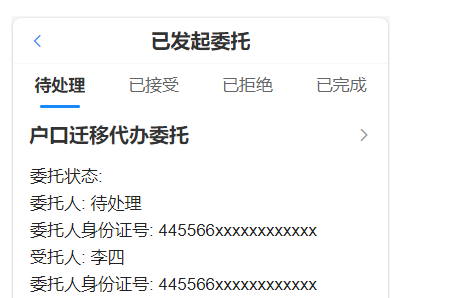 已发起委托
待处理 已接受 已拒绝 已完成
户口迁移代办委托
委托状态:
委托人: 待处理
委托人身份证号: 445566xxxxxxxxxxxx
受托人: 李四
委托人身份证号: 445566xxxxxxxxxxxx